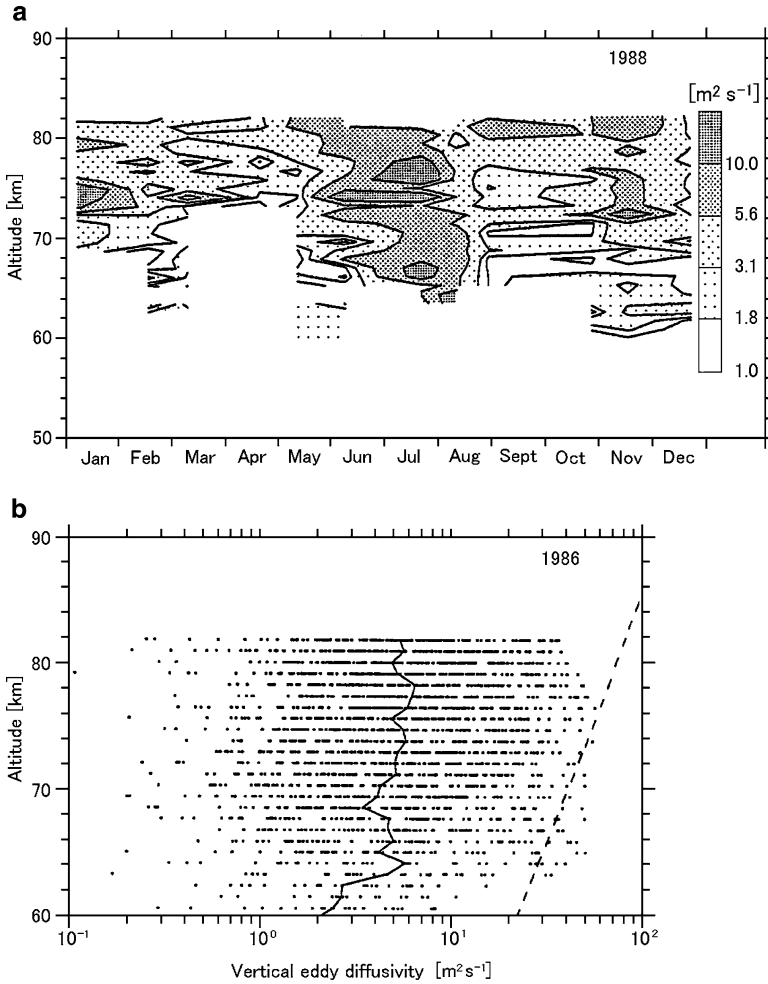 a
90
1988
[m² s⁻¹]
80
10.0
5.6
70
3.1
1.8
60
1.0
50
Altitude [km]
Jan Feb Mar Apr May Jun Jul Aug Sept Oct Nov Dec
b
90
1986
80
70
60
Altitude [km]
10⁻¹ 10⁰ 10¹ 10²
Vertical eddy diffusivity [m²s⁻¹]